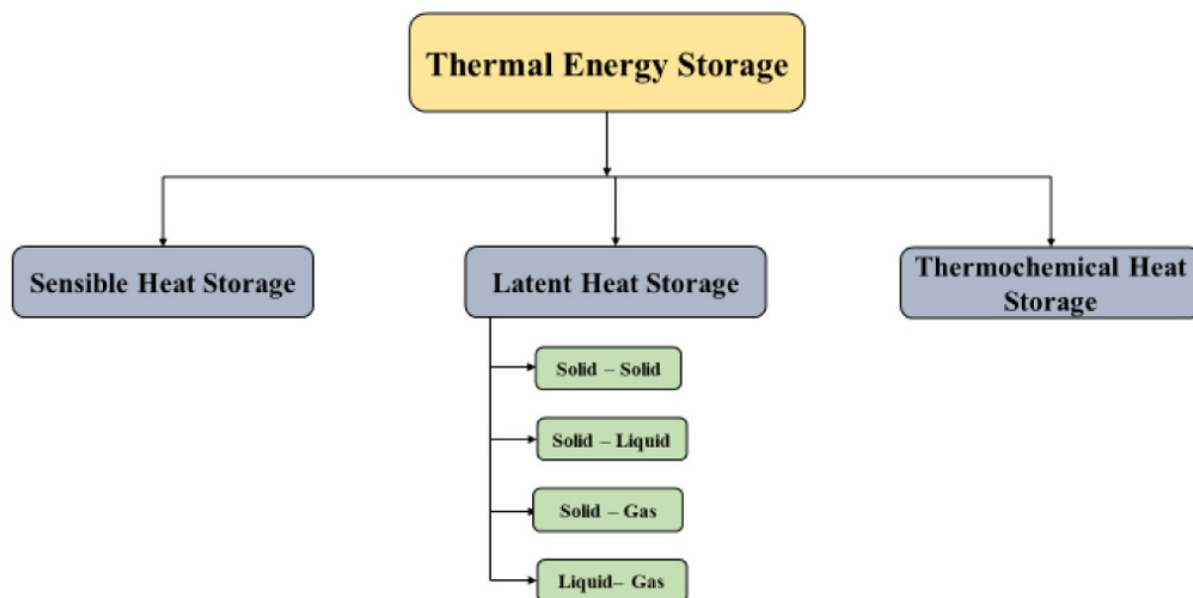 Thermal Energy Storage
Sensible Heat Storage
Latent Heat Storage
Thermochemical Heat
Storage
Solid – Solid
Solid – Liquid
Solid – Gas
Liquid– Gas